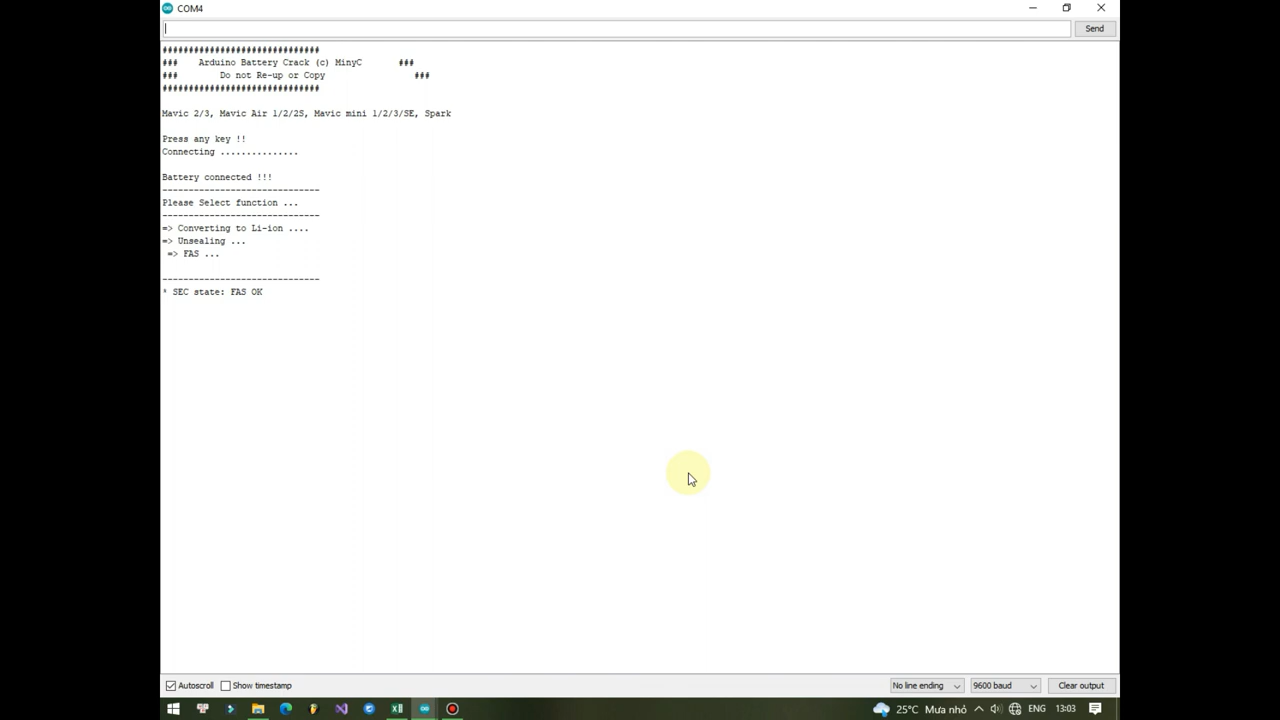 COM4
Send
##############################
###    Arduino Battery Crack (c) MinyC       ###
###        Do not Re-up or Copy                 ###
##############################
Mavic 2/3, Mavic Air 1/2/2S, Mavic mini 1/2/3/SE, Spark
Press any key !!
Connecting ...............
Battery connected !!!
------------------------------
Please Select function ...
------------------------------
=> Converting to Li-ion ....
=> Unsealing ...
=> FAS ...
------------------------------
* SEC state: FAS OK
Autoscroll Show timestamp No line ending 9600 baud Clear output
25°C Mưa nhỏ ENG 13:03